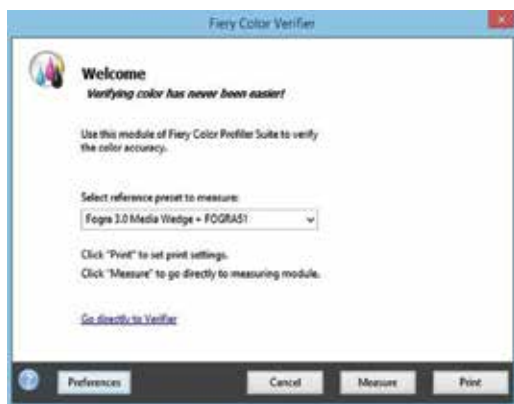 Fiery Color Verifier
Welcome
Verifying color has never been easier!
Use this module of Fiery Color Profiler Suite to verify
the color accuracy.
Select reference preset to measure:
Fogra 3.0 Media Wedge + FOGRA51
Click "Print" to set print settings.
Click "Measure" to go directly to measuring module.
Go directly to Verifier
Preferences
Cancel
Measure
Print